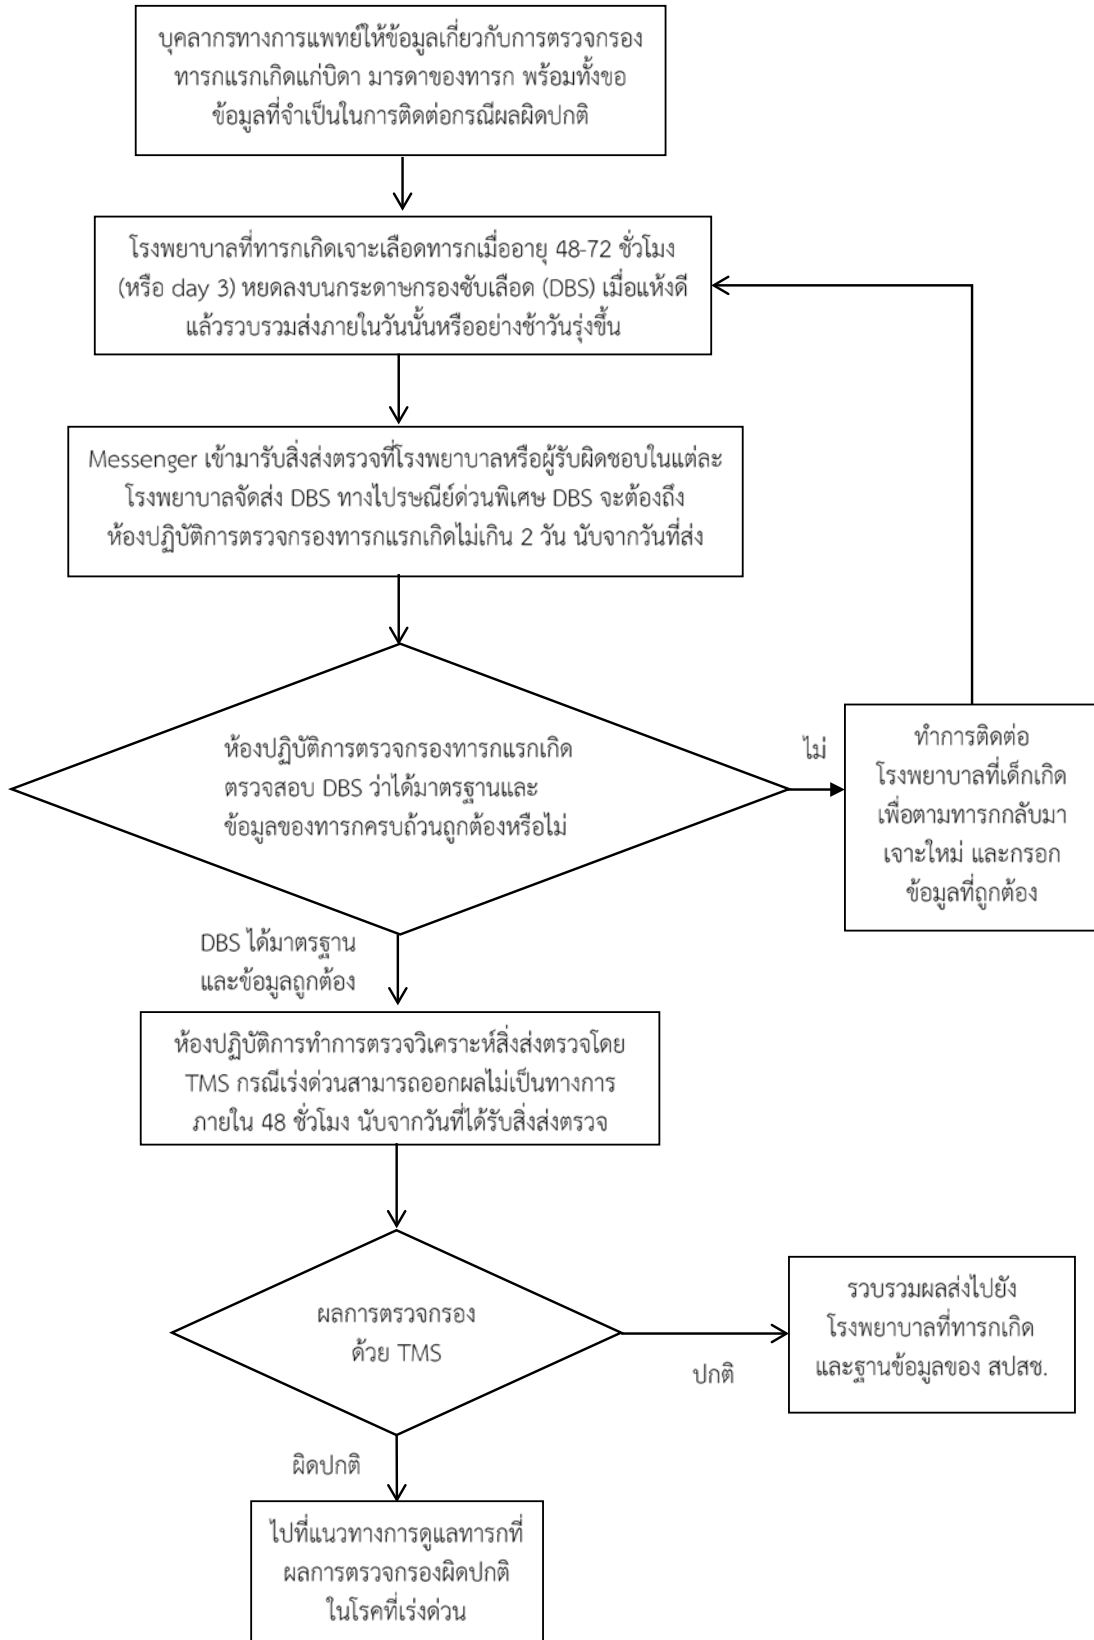 บุคลากรทางการแพทย์ให้ข้อมูลเกี่ยวกับการตรวจกรอง
ทารกแรกเกิดแก่บิดา มารดาของทารก พร้อมทั้งขอ
ข้อมูลที่จำเป็นในการติดต่อกรณีผลผิดปกติ
โรงพยาบาลที่ทารกเกิดเจาะเลือดทารกเมื่ออายุ 48-72 ชั่วโมง
(หรือ day 3) หยดลงบนกระดาษกรองซับเลือด (DBS) เมื่อแห้งดี
แล้วรวบรวมส่งภายในวันนั้นหรืออย่างช้าวันรุ่งขึ้น
Messenger เข้ามารับสิ่งส่งตรวจที่โรงพยาบาลหรือผู้รับผิดชอบในแต่ละ
โรงพยาบาลจัดส่ง DBS ทางไปรษณีย์ด่วนพิเศษ DBS จะต้องถึง
ห้องปฏิบัติการตรวจกรองทารกแรกเกิดไม่เกิน 2 วัน นับจากวันที่ส่ง
ห้องปฏิบัติการตรวจกรองทารกแรกเกิด
ตรวจสอบ DBS ว่าได้มาตรฐานและ
ข้อมูลของทารกครบถ้วนถูกต้องหรือไม่
ไม่
ทำการติดต่อ
โรงพยาบาลที่เด็กเกิด
เพื่อตามทารกกลับมา
เจาะใหม่ และกรอก
ข้อมูลที่ถูกต้อง
DBS ได้มาตรฐาน
และข้อมูลถูกต้อง
ห้องปฏิบัติการทำการตรวจวิเคราะห์สิ่งส่งตรวจโดย
TMS กรณีเร่งด่วนสามารถออกผลไม่เป็นทางการ
ภายใน 48 ชั่วโมง นับจากวันที่ได้รับสิ่งส่งตรวจ
ผลการตรวจกรอง
ด้วย TMS
ปกติ
รวบรวมผลส่งไปยัง
โรงพยาบาลที่ทารกเกิด
และฐานข้อมูลของ สปสช.
ผิดปกติ
ไปที่แนวทางการดูแลทารกที่
ผลการตรวจกรองผิดปกติ
ในโรคที่เร่งด่วน